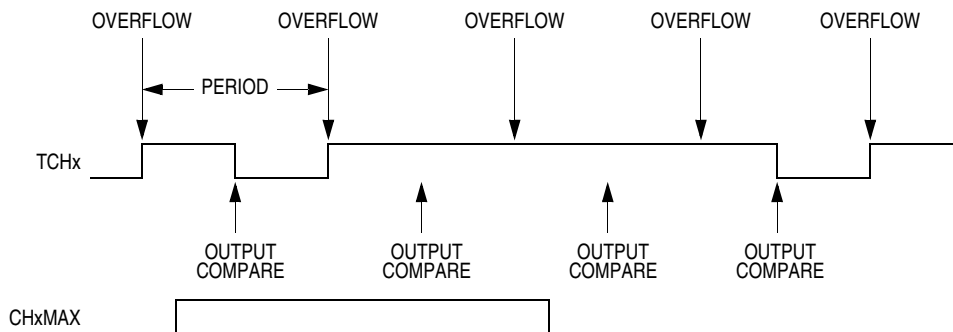 OVERFLOW OVERFLOW OVERFLOW OVERFLOW OVERFLOW
PERIOD
TCHx
OUTPUT
COMPARE
OUTPUT
COMPARE
OUTPUT
COMPARE
OUTPUT
COMPARE
CHxMAX